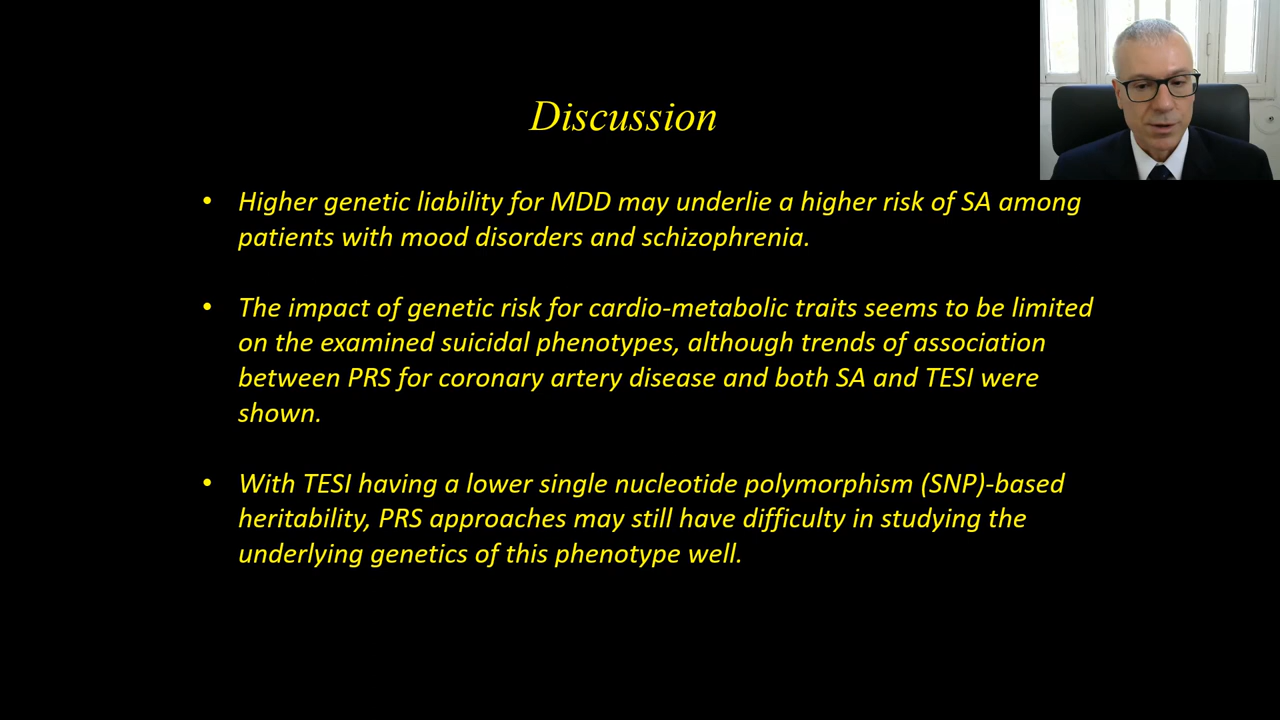 Discussion
• Higher genetic liability for MDD may underlie a higher risk of SA among
patients with mood disorders and schizophrenia.
• The impact of genetic risk for cardio-metabolic traits seems to be limited
on the examined suicidal phenotypes, although trends of association
between PRS for coronary artery disease and both SA and TESI were
shown.
• With TESI having a lower single nucleotide polymorphism (SNP)-based
heritability, PRS approaches may still have difficulty in studying the
underlying genetics of this phenotype well.